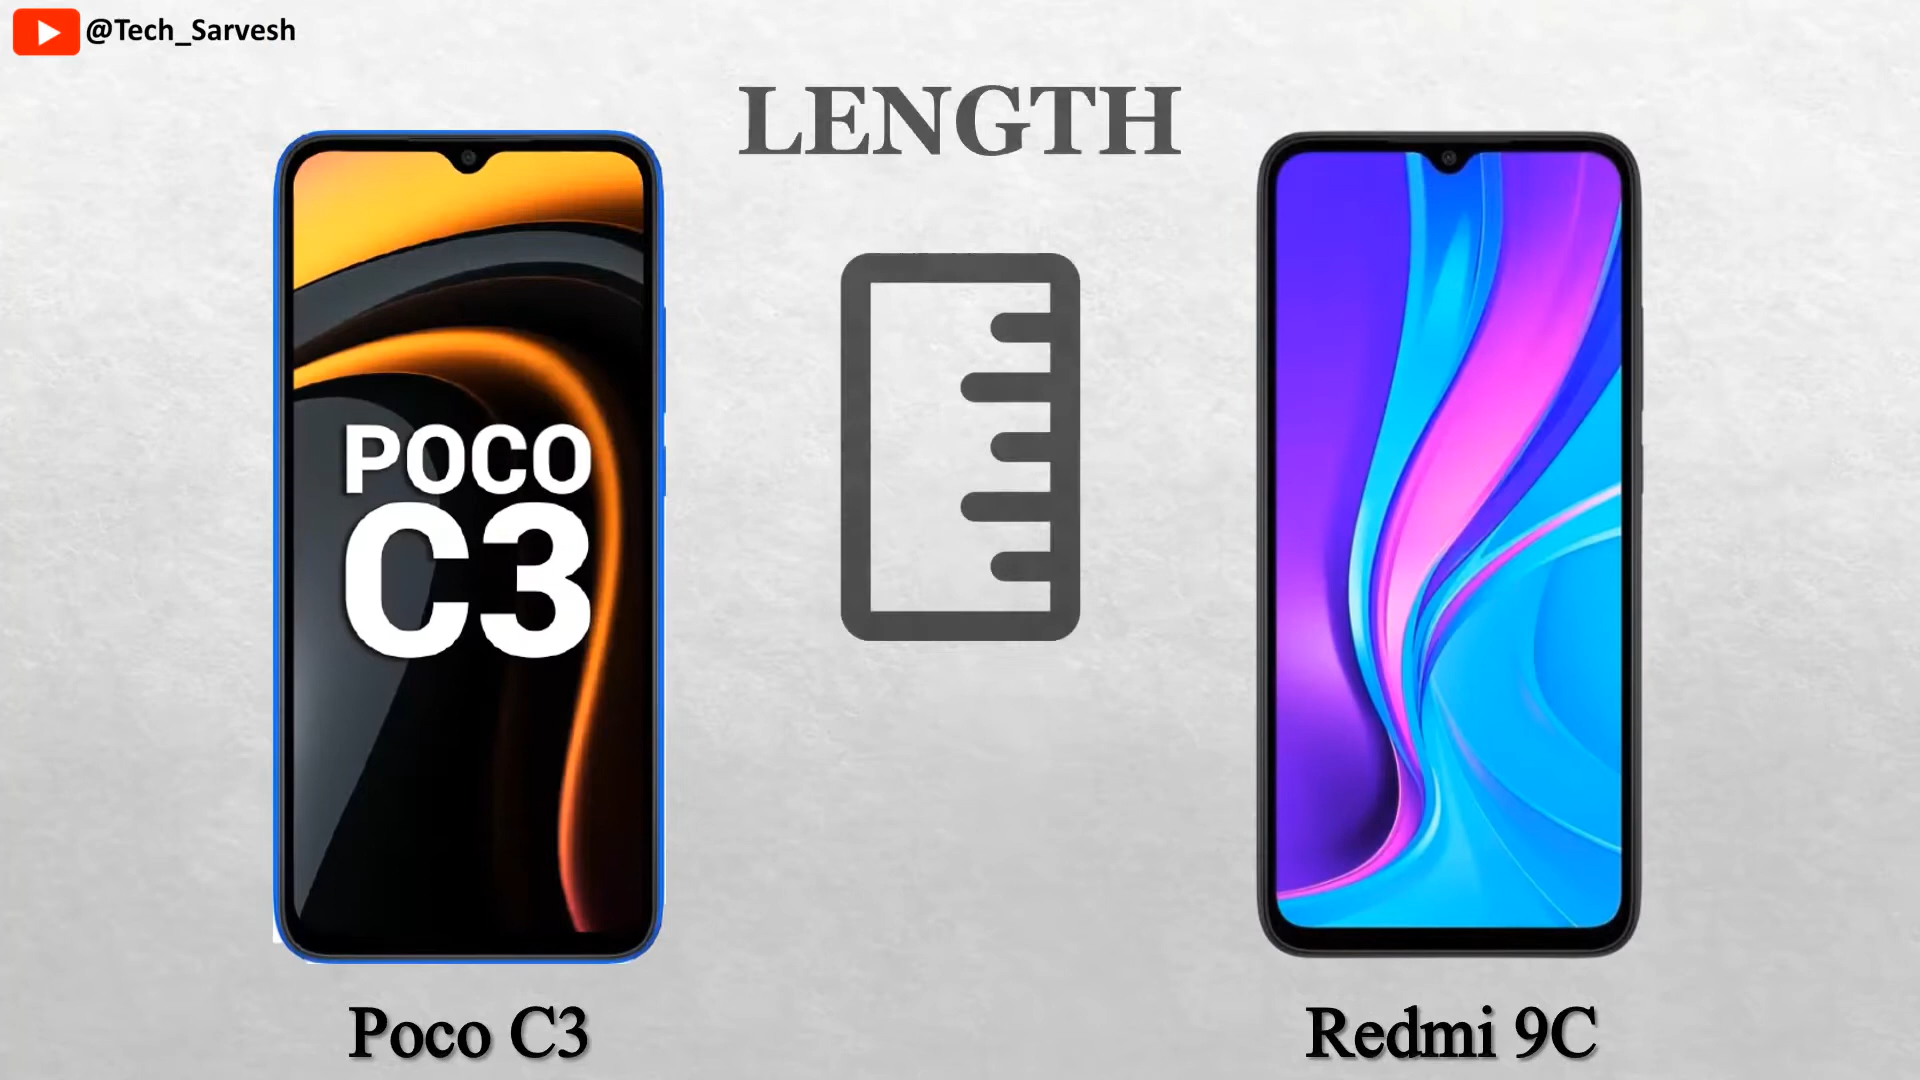 @Tech_Sarvesh
LENGTH
POCO
C3
Poco C3
Redmi 9C